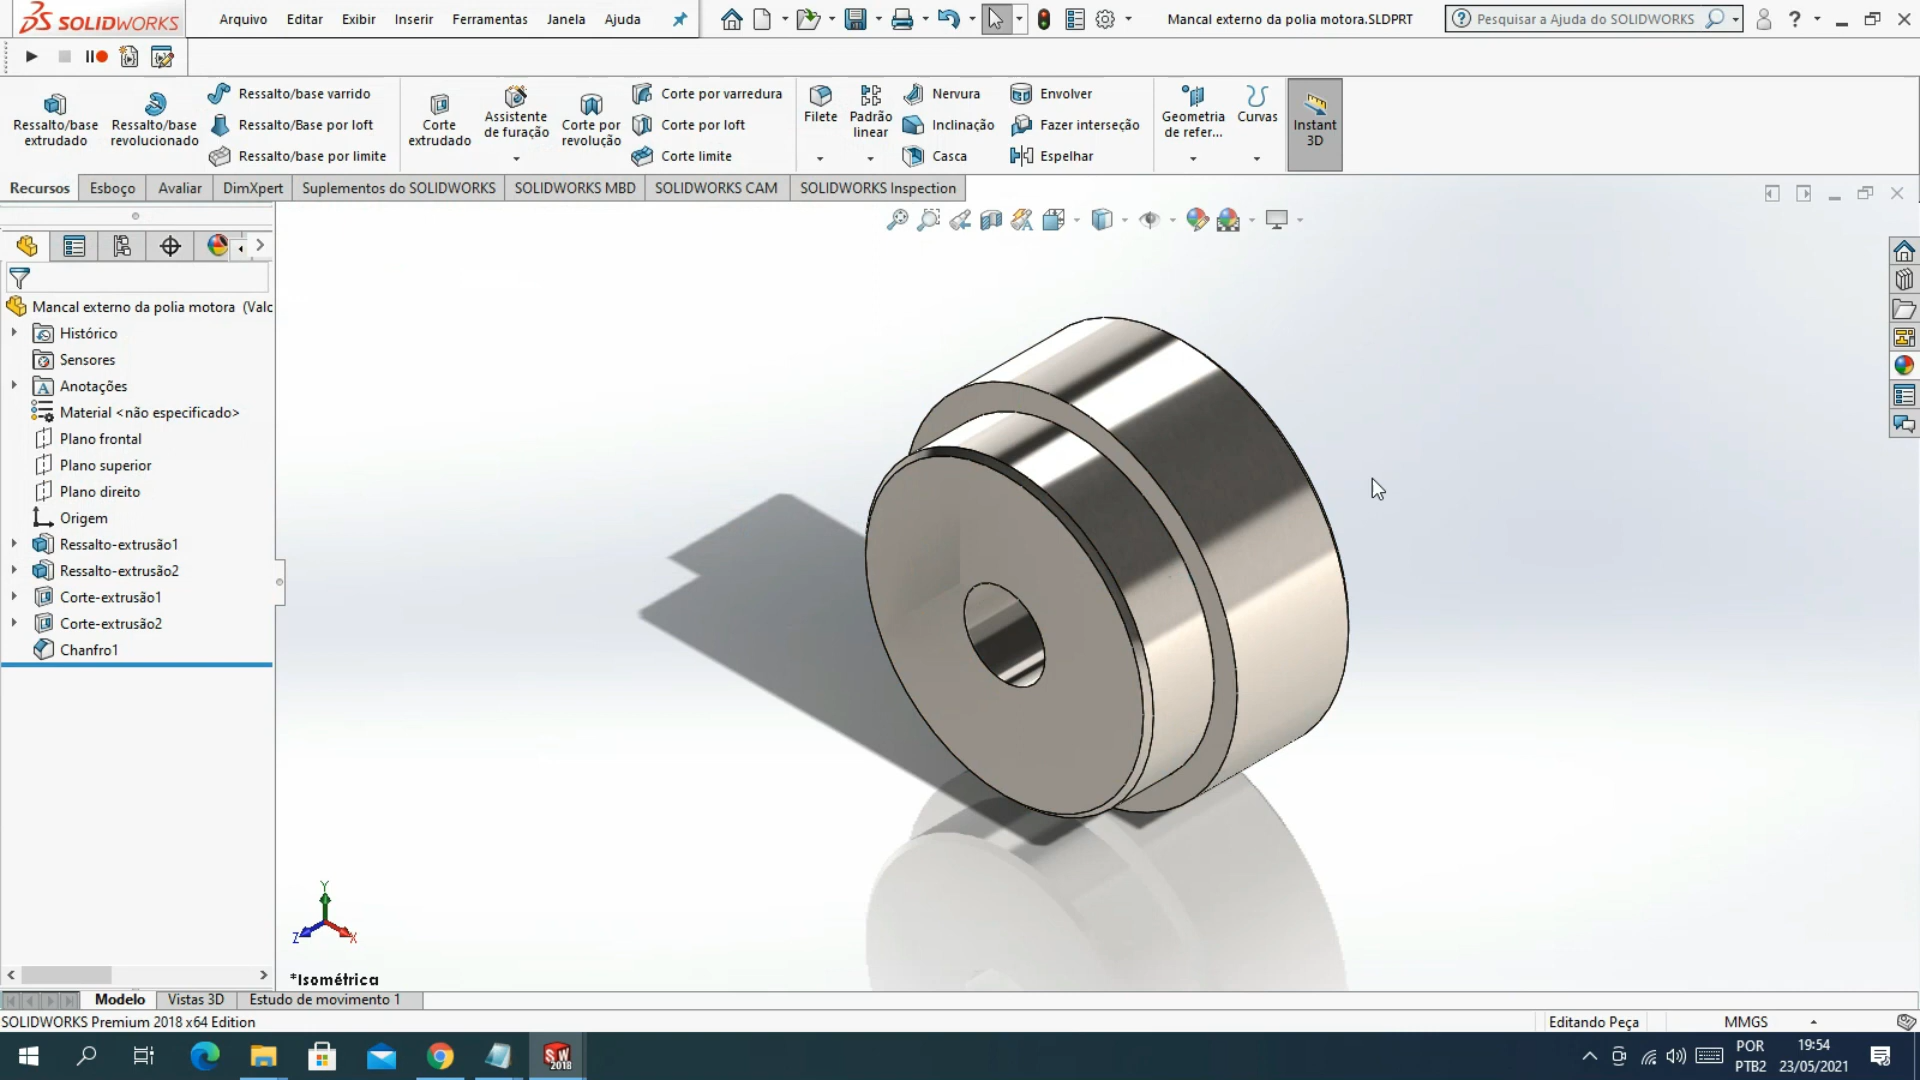 SOLIDWORKS Arquivo Editar Exibir Inserir Ferramentas Janela Ajuda Mancal externo da polia motora.SLDPRT Pesquisar a Ajuda do SOLIDWORKS ?
Ressalto/base extrudado
Ressalto/base revolucionado
Ressalto/base varrido
Ressalto/Base por loft
Ressalto/base por limite
Corte extrudado
Assistente de furação
Corte por revolução
Corte por varredura
Corte por loft
Corte limite
Filete
Padrão linear
Nervura
Inclinação
Casca
Envolver
Fazer interseção
Espelhar
Geometria de refer...
Curvas
Instant 3D
Recursos Esboço Avaliar DimXpert Suplementos do SOLIDWORKS SOLIDWORKS MBD SOLIDWORKS CAM SOLIDWORKS Inspection
Mancal externo da polia motora (Valc
Histórico
Sensores
Anotações
Material <não especificado>
Plano frontal
Plano superior
Plano direito
Origem
Ressalto-extrusão1
Ressalto-extrusão2
Corte-extrusão1
Corte-extrusão2
Chanfro1
Y
Z X
*Isométrica
Modelo Vistas 3D Estudo de movimento 1
SOLIDWORKS Premium 2018 x64 Edition Editando Peça MMGS
SW 2018
POR 19:54
PTB2 23/05/2021